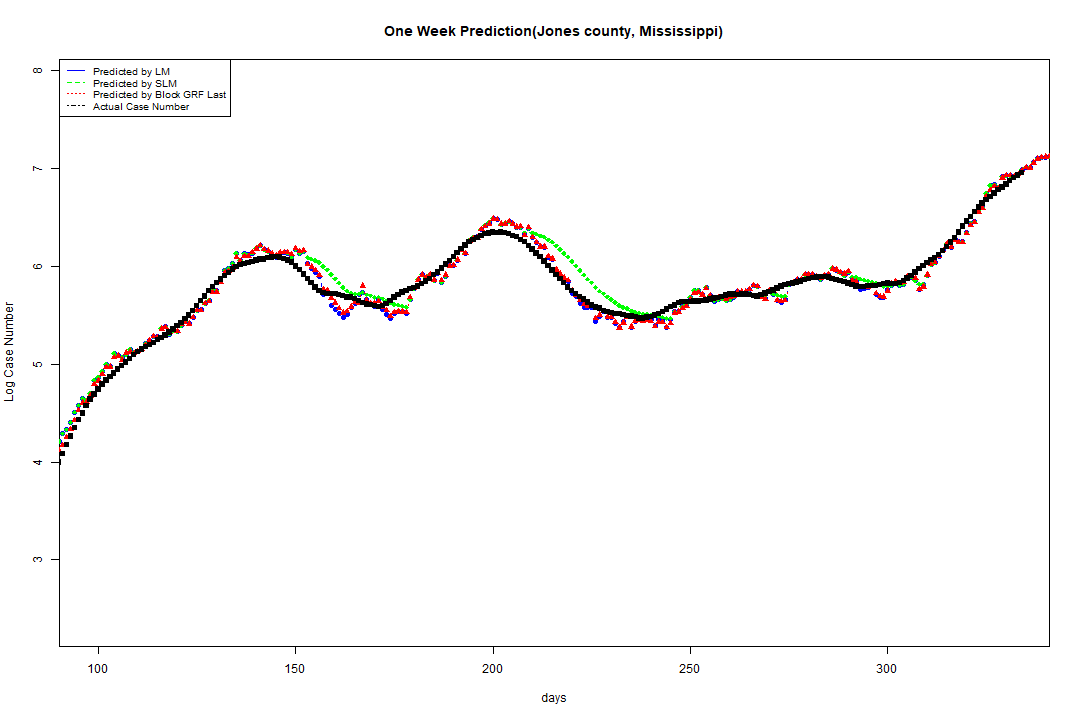 One Week Prediction(Jones county, Mississippi)
Predicted by LM
Predicted by SLM
Predicted by Block GRF Last
Actual Case Number
8
7
6
5
4
3
Log Case Number
100 150 200 250 300
days